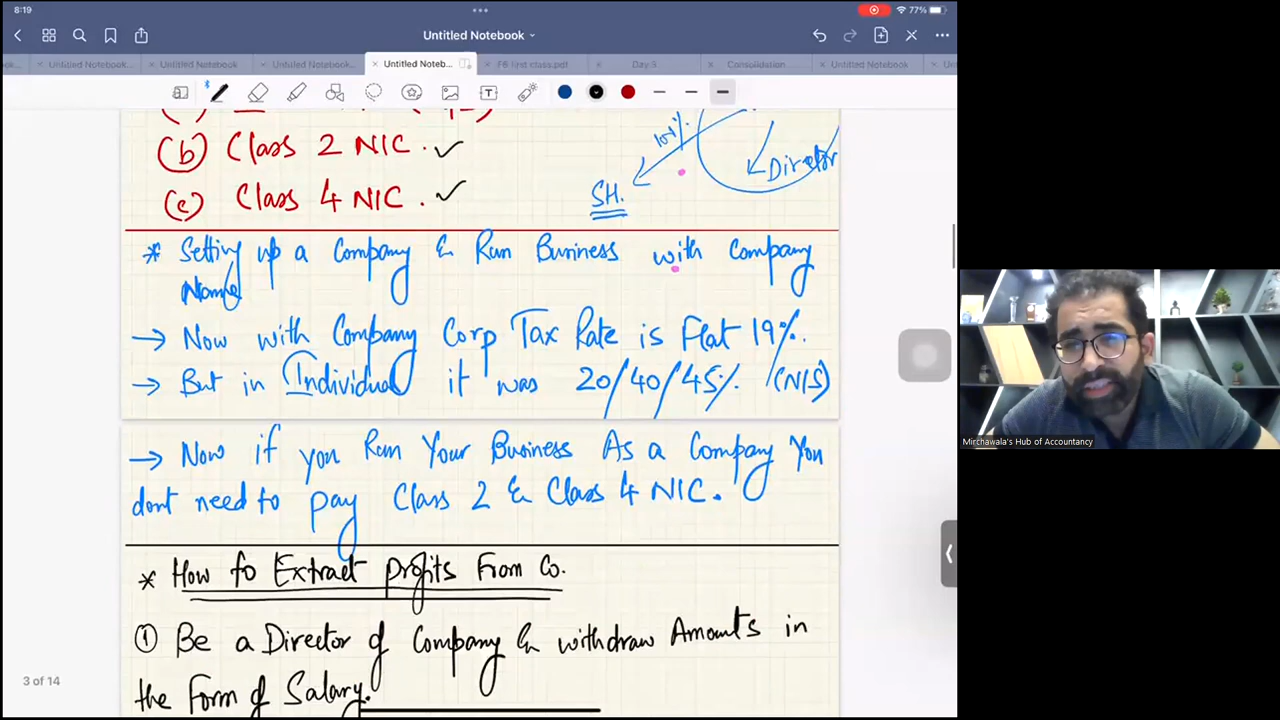 8:19
77%
Untitled Notebook
Untitled Notebook...
Untitled Notebook
Untitled Notebook...
Untitled Noteb...
F6 first class.pdf
Day 5
Consolidation
Untitled Notebook
(b) Class 2 NIC.
(c) Class 4 NIC.
100%
SH.
Director
* Setting up a Company & Run Business with Company
Name
→ Now with Company Corp Tax Rate is Flat 19%.
→ But in Individual it was 20/40/45% (NIS)
→ Now if you Run Your Business As a Company You
dont need to pay Class 2 & Class 4 NIC.
* How to Extract profits From Co.
① Be a Director of Company & withdraw Amounts in
the Form of Salary.
3 of 14
Mirchawala's Hub of Accountancy